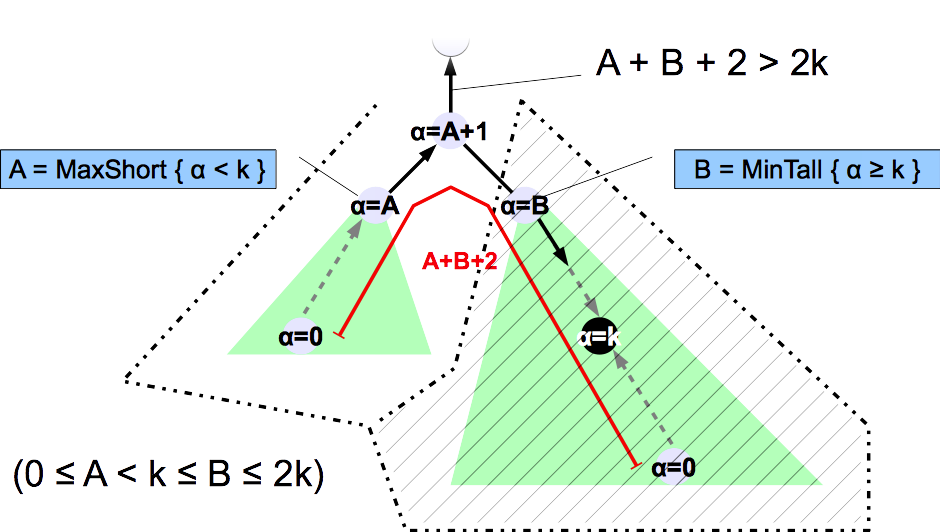 A + B + 2 > 2k
α=A+1
A = MaxShort { α < k }
B = MinTall { α ≥ k }
α=A
α=B
A+B+2
α=0
α=k
α=0
(0 ≤ A < k ≤ B ≤ 2k)